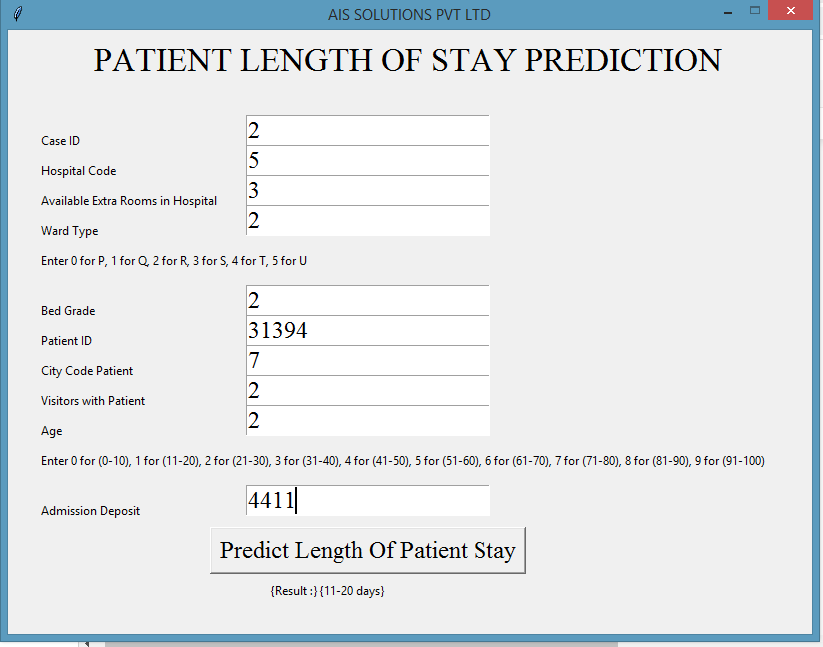 AIS SOLUTIONS PVT LTD
PATIENT LENGTH OF STAY PREDICTION
Case ID 2
Hospital Code 5
Available Extra Rooms in Hospital 3
Ward Type 2
Enter 0 for P, 1 for Q, 2 for R, 3 for S, 4 for T, 5 for U
Bed Grade 2
Patient ID 31394
City Code Patient 7
Visitors with Patient 2
Age 2
Enter 0 for (0-10), 1 for (11-20), 2 for (21-30), 3 for (31-40), 4 for (41-50), 5 for (51-60), 6 for (61-70), 7 for (71-80), 8 for (81-90), 9 for (91-100)
Admission Deposit 4411
Predict Length Of Patient Stay
{Result :} {11-20 days}